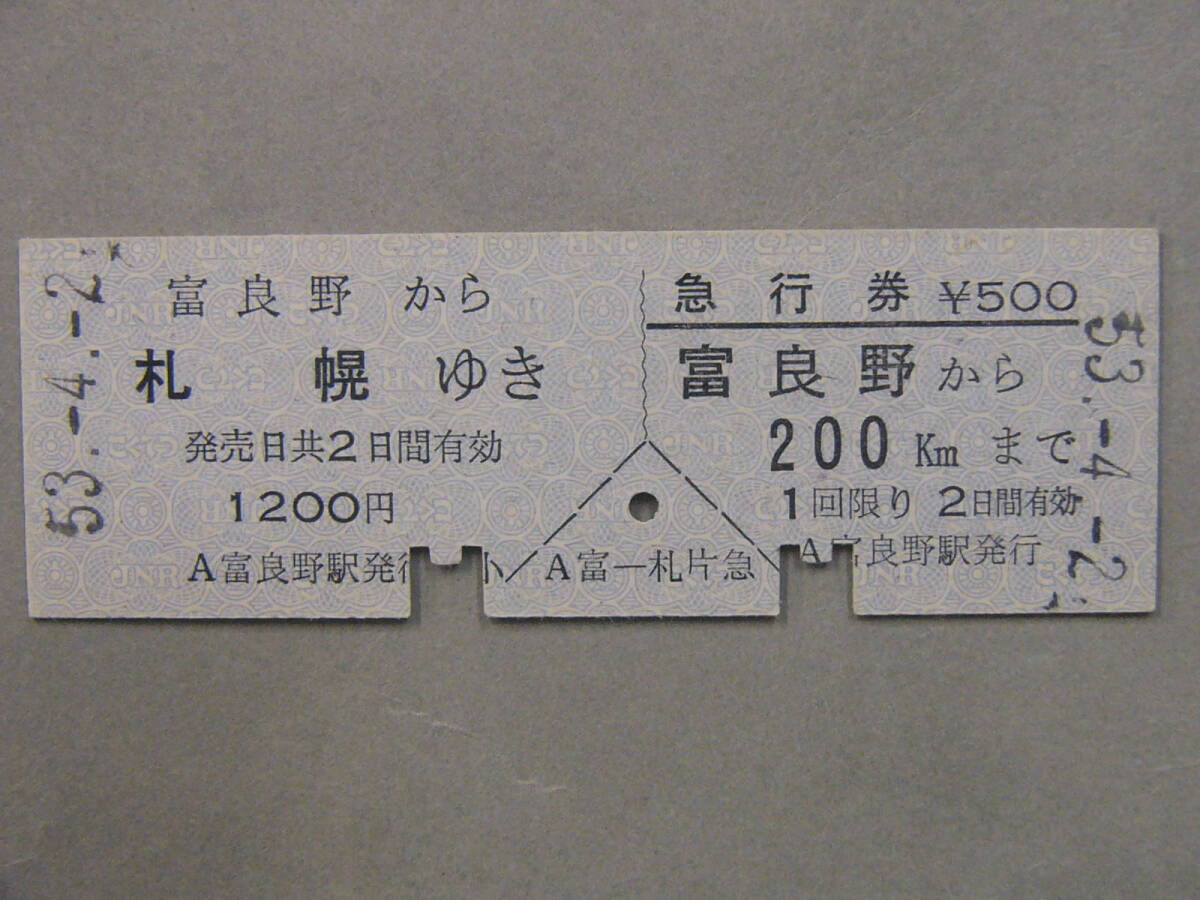 富良野 から
札幌 ゆき
発売日共2日間有効
1200円
A富良野駅発行
小
53.-4.-2
急行券 ¥500
富良野 から
200 Km まで
1回限り 2日間有効
A富良野駅発行
53.-4.-2
A富―札片急